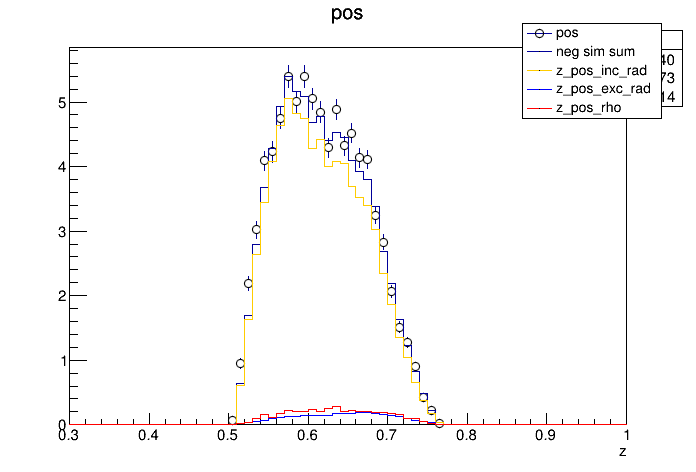 pos
pos
neg sim sum
z_pos_inc_rad
z_pos_exc_rad
z_pos_rho
40
73
14
5
4
3
2
1
0
0.3 0.4 0.5 0.6 0.7 0.8 0.9 1
z